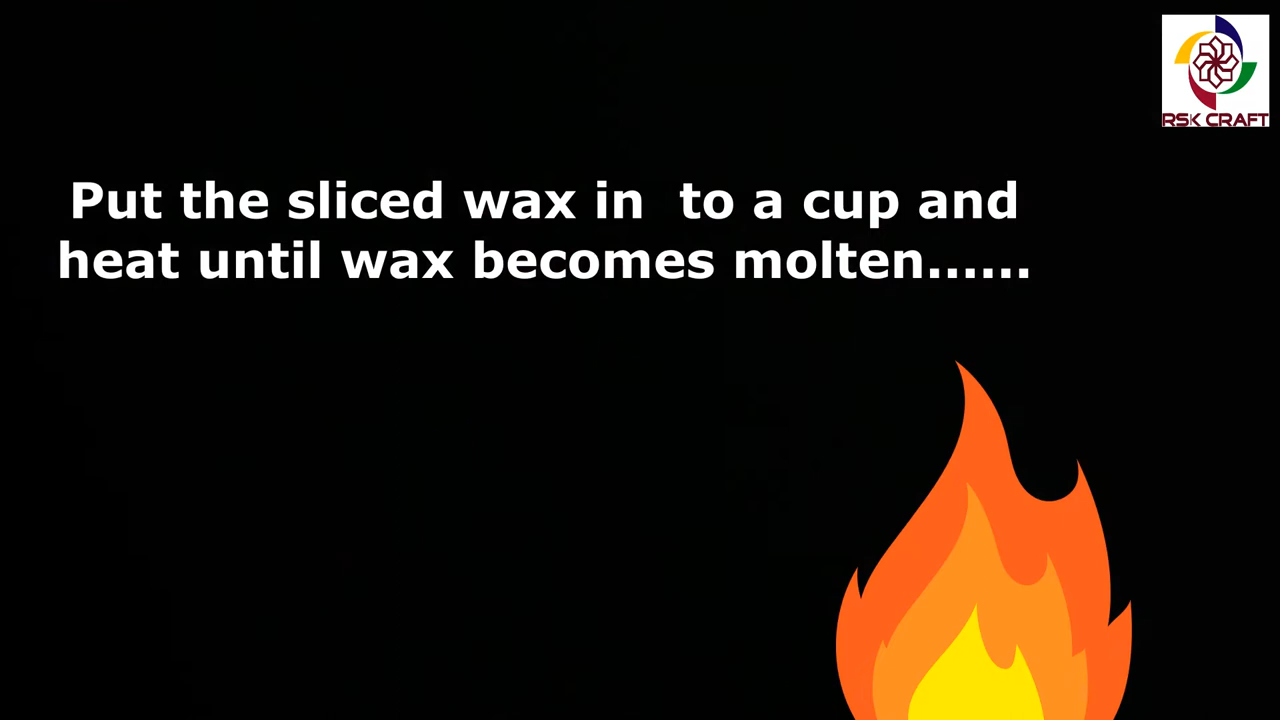 RSK CRAFT
Put the sliced wax in  to a cup and
heat until wax becomes molten......